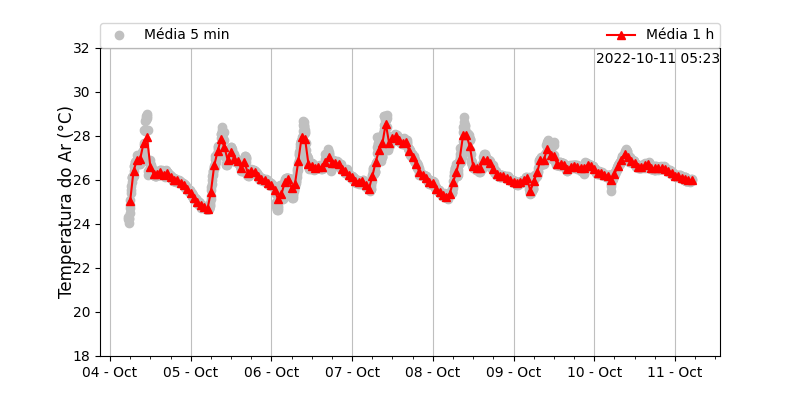 Média 5 min
Média 1 h
2022-10-11 05:23
Temperatura do Ar (°C)
32
30
28
26
24
22
20
18
04 - Oct
05 - Oct
06 - Oct
07 - Oct
08 - Oct
09 - Oct
10 - Oct
11 - Oct